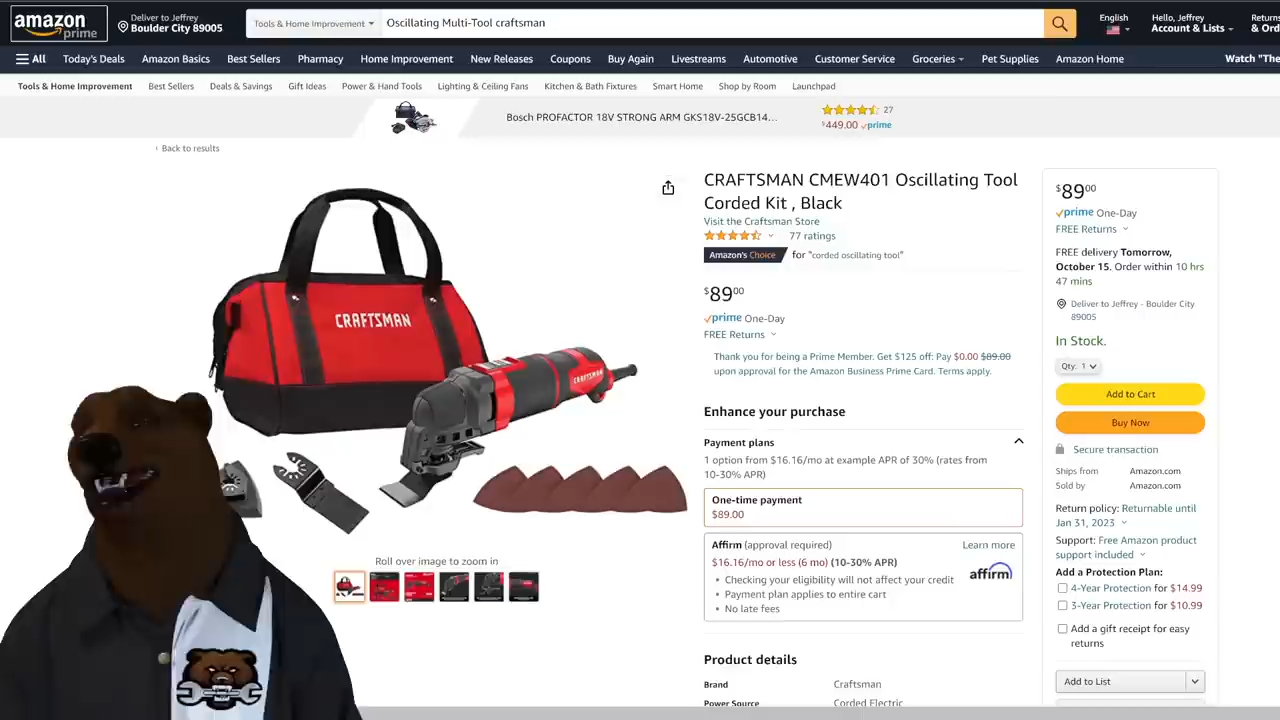 amazon
prime
Deliver to Jeffrey
Boulder City 89005
Tools & Home Improvement
Oscillating Multi-Tool craftsman
English
Hello, Jeffrey
Account & Lists
Returns
& Ord
All
Today's Deals
Amazon Basics
Best Sellers
Pharmacy
Home Improvement
New Releases
Coupons
Buy Again
Livestreams
Automotive
Customer Service
Groceries
Pet Supplies
Amazon Home
Watch "The
Tools & Home Improvement
Best Sellers
Deals & Savings
Gift Ideas
Power & Hand Tools
Lighting & Ceiling Fans
Kitchen & Bath Fixtures
Smart Home
Shop by Room
Launchpad
Bosch PROFACTOR 18V STRONG ARM GKS18V-25GCB14...
27
$449.00 prime
‹ Back to results
CRAFTSMAN
CRAFTSMAN
Roll over image to zoom in
CRAFTSMAN CMEW401 Oscillating Tool
Corded Kit , Black
Visit the Craftsman Store
77 ratings
Amazon's Choice for "corded oscillating tool"
$8900
prime One-Day
FREE Returns
Thank you for being a Prime Member. Get $125 off: Pay $0.00 $89.00
upon approval for the Amazon Business Prime Card. Terms apply.
Enhance your purchase
Payment plans
1 option from $16.16/mo at example APR of 30% (rates from
10-30% APR)
One-time payment
$89.00
Affirm (approval required)
Learn more
$16.16/mo or less (6 mo) (10-30% APR)
affirm
• Checking your eligibility will not affect your credit
• Payment plan applies to entire cart
• No late fees
Product details
Brand
Craftsman
Power Source
Corded Electric
$8900
prime One-Day
FREE Returns
FREE delivery Tomorrow,
October 15. Order within 10 hrs
47 mins
Deliver to Jeffrey - Boulder City
89005
In Stock.
Qty: 1
Add to Cart
Buy Now
Secure transaction
Ships from
Amazon.com
Sold by
Amazon.com
Return policy: Returnable until
Jan 31, 2023
Support: Free Amazon product
support included
Add a Protection Plan:
4-Year Protection for $14.99
3-Year Protection for $10.99
Add a gift receipt for easy
returns
Add to List